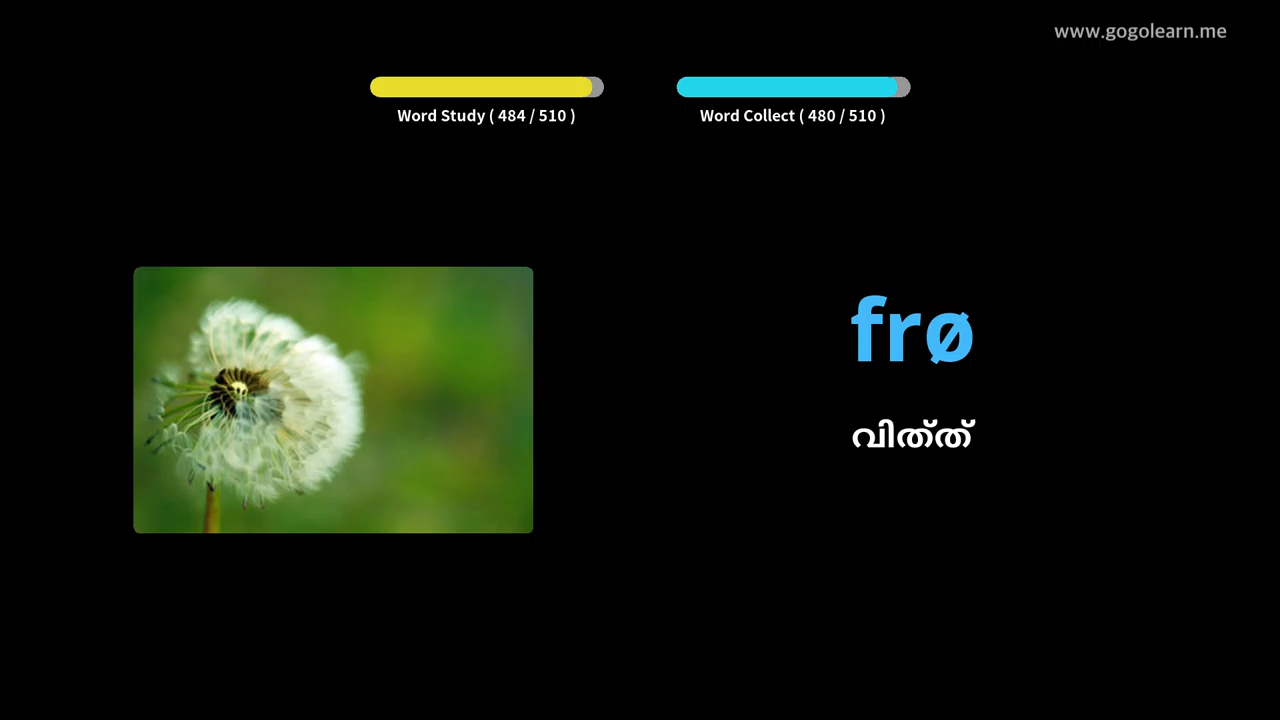 www.gogolearn.me
Word Study ( 484 / 510 )
Word Collect ( 480 / 510 )
frø
വിത്ത്